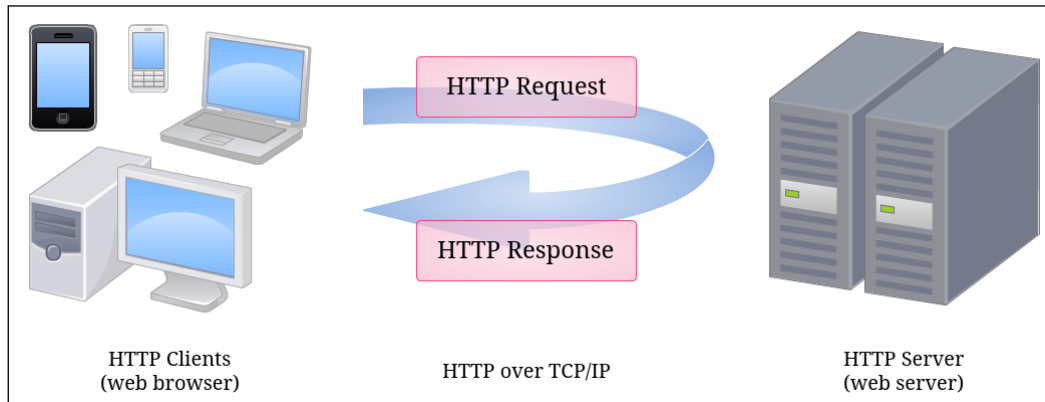 HTTP Request
HTTP Response
HTTP Clients
(web browser)
HTTP over TCP/IP
HTTP Server
(web server)